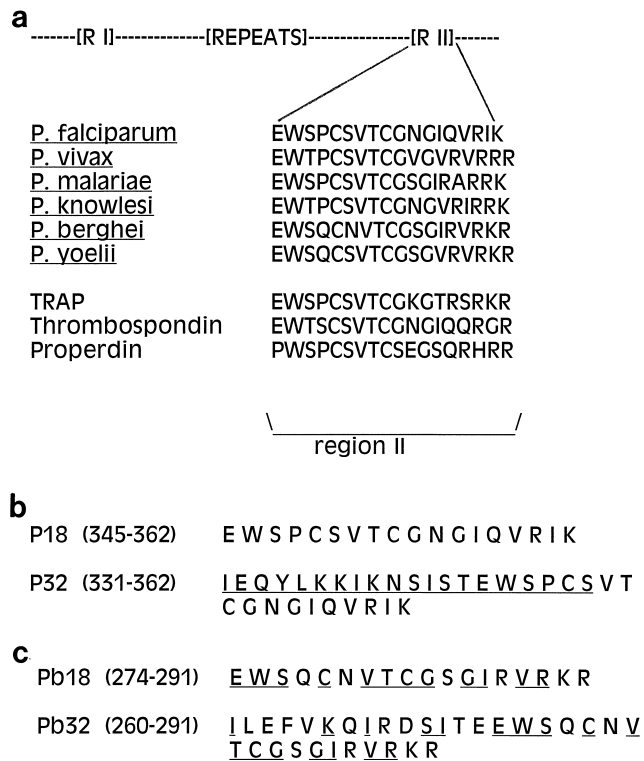 a
-------[R I]--------------[REPEATS]----------------[R II]-------
P. falciparum EWSPCSVTCGNGIQVRIK
P. vivax EWTPCSVTCGVGVRVRRR
P. malariae EWSPCSVTCGSGIRARRK
P. knowlesi EWTPCSVTCGNGVRIRRK
P. berghei EWSQCNVTCGSGIRVRKR
P. yoelii EWSQCSVTCGSGVRVRKR
TRAP EWSPCSVTCGKGTRSRKR
Thrombospondin EWTSCSVTCGNGIQQRGR
Properdin PWSPCSVTCSEGSQRHRR
region II
b
P18 (345-362) E W S P C S V T C G N G I Q V R I K
P32 (331-362) I E Q Y L K K I K N S I S T E W S P C S V T
C G N G I Q V R I K
c
Pb18 (274-291) E W S Q C N V T C G S G I R V R K R
Pb32 (260-291) I L E F V K Q I R D S I T E E W S Q C N V
T C G S G I R V R K R